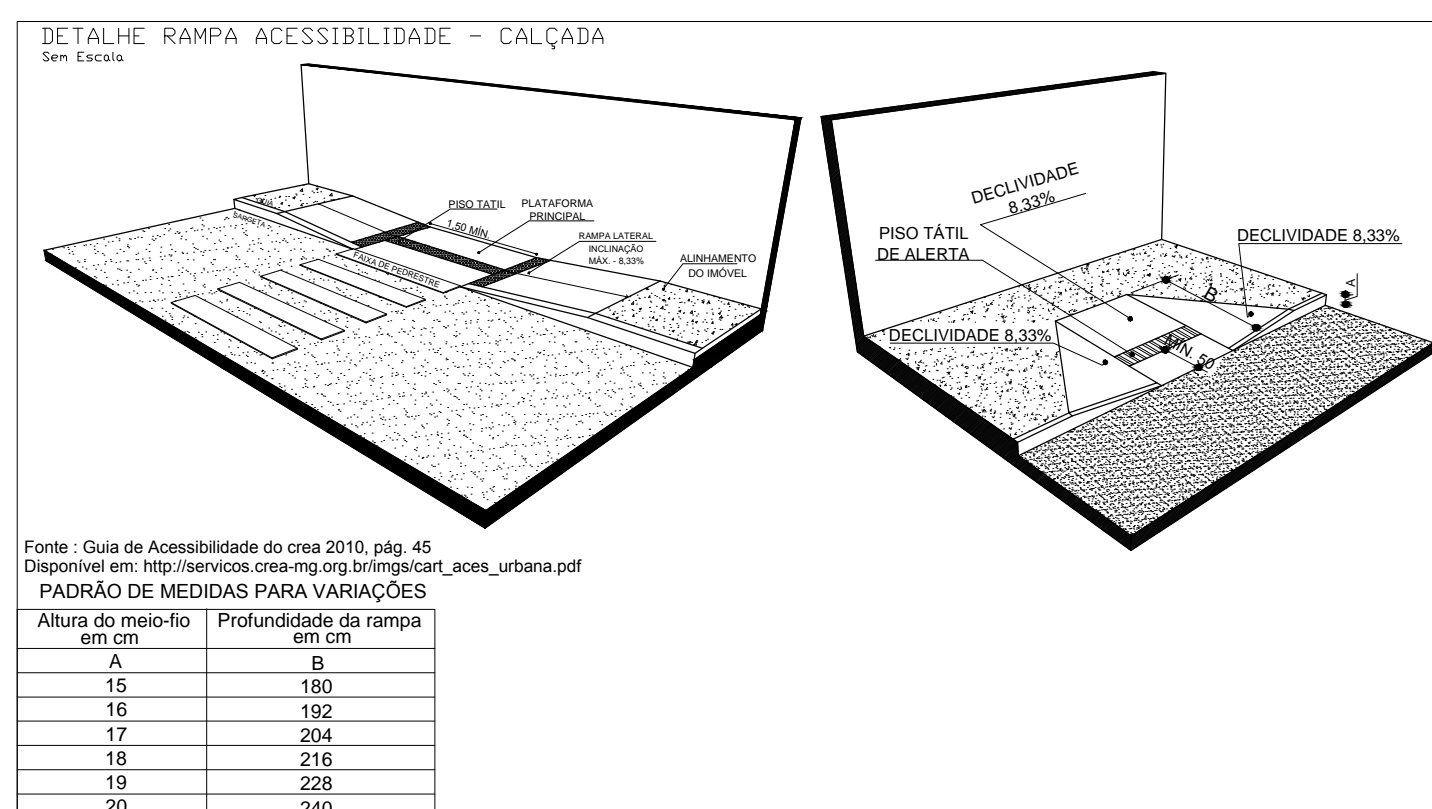 DETALHE RAMPA ACESSIBILIDADE - CALÇADA
Sem Escala
GUIA
SARGETA
PISO TATIL
1,50 MÍN.
PLATAFORMA
PRINCIPAL
RAMPA LATERAL
INCLINAÇÃO
MÁX. - 8,33%
ALINHAMENTO
DO IMÓVEL
FAIXA DE PEDRESTRE
DECLIVIDADE
8.33%
PISO TÁTIL
DE ALERTA
DECLIVIDADE 8,33%
A
B
DECLIVIDADE 8,33%
MÍN. 50
Fonte : Guia de Acessibilidade do crea 2010, pág. 45
Disponível em: http://servicos.crea-mg.org.br/imgs/cart_aces_urbana.pdf
PADRÃO DE MEDIDAS PARA VARIAÇÕES
Altura do meio-fio em cm Profundidade da rampa em cm
A B
15 180
16 192
17 204
18 216
19 228
20 240